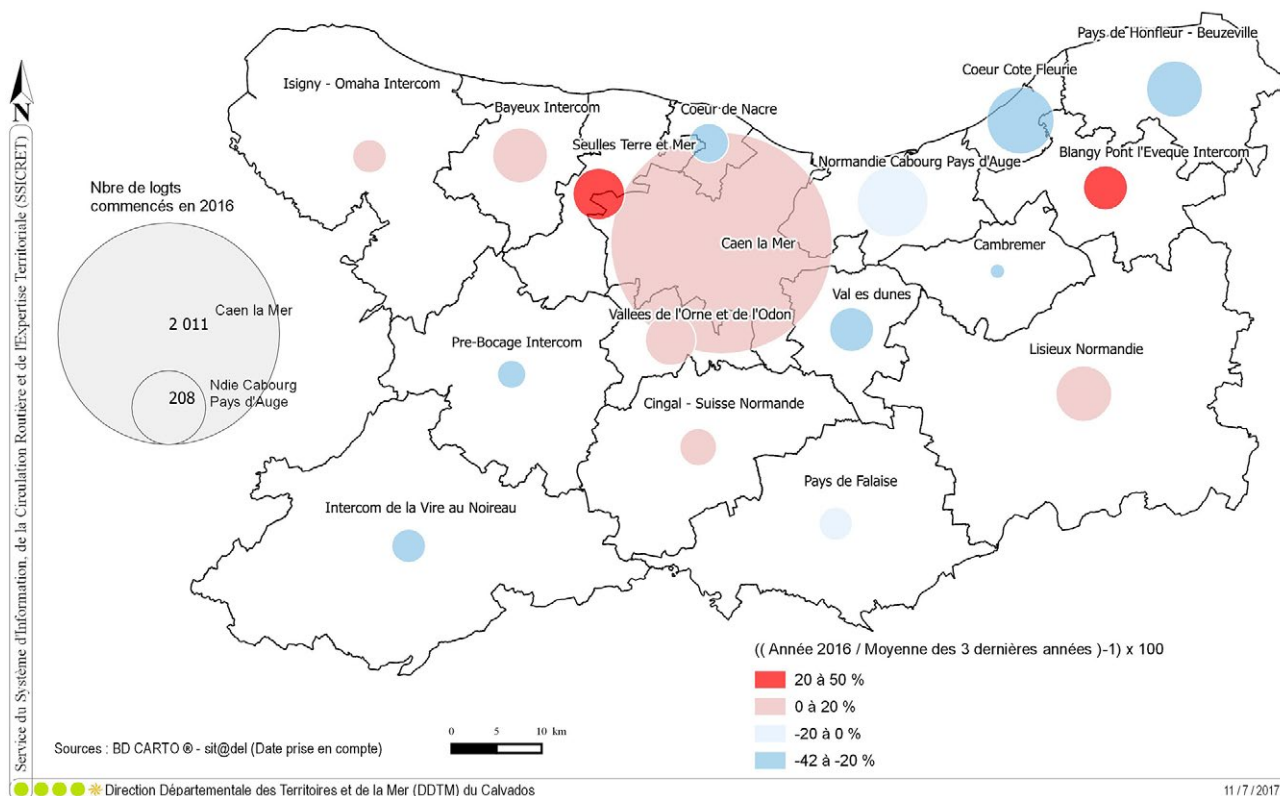 Pays de Honfleur - Beuzeville
Coeur Cote Fleurie
Isigny - Omaha Intercom
Bayeux Intercom
Coeur de Nacre
Seulles Terre et Mer
Normandie Cabourg Pays d'Auge
Blangy Pont l'Eveque Intercom
Caen la Mer
Cambremer
Val es dunes
Vallees de l'Orne et de l'Odon
Pre-Bocage Intercom
Lisieux Normandie
Cingal - Suisse Normande
Pays de Falaise
Intercom de la Vire au Noireau
N
Nbre de logts
commencés en 2016
Caen la Mer
2 011
Ndie Cabourg
Pays d'Auge
208
(( Année 2016 / Moyenne des 3 dernières années )-1) x 100
20 à 50 %
0 à 20 %
-20 à 0 %
-42 à -20 %
0 5 10 km
Sources : BD CARTO ® - sit@del (Date prise en compte)
Service du Système d'Information, de la Circulation Routière et de l'Expertise Territoriale (SSICRET)
Direction Départementale des Territoires et de la Mer (DDTM) du Calvados
11 / 7 / 2017